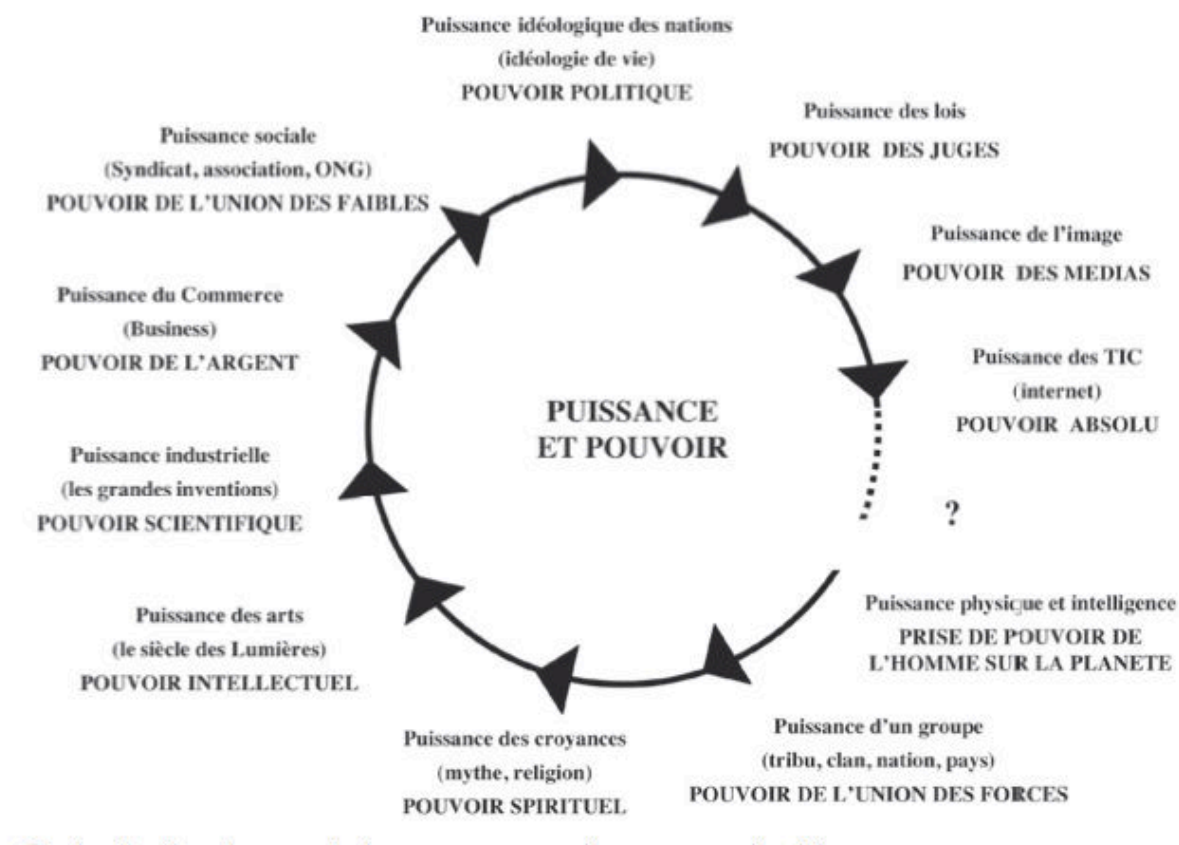 Puissance idéologique des nations
(idéologie de vie)
POUVOIR POLITIQUE
Puissance des lois
POUVOIR DES JUGES
Puissance de l'image
POUVOIR DES MEDIAS
Puissance des TIC
(internet)
POUVOIR ABSOLU
?
Puissance physique et intelligence
PRISE DE POUVOIR DE
L'HOMME SUR LA PLANETE
Puissance d'un groupe
(tribu, clan, nation, pays)
POUVOIR DE L'UNION DES FORCES
Puissance des croyances
(mythe, religion)
POUVOIR SPIRITUEL
Puissance des arts
(le siècle des Lumières)
POUVOIR INTELLECTUEL
Puissance industrielle
(les grandes inventions)
POUVOIR SCIENTIFIQUE
Puissance du Commerce
(Business)
POUVOIR DE L'ARGENT
Puissance sociale
(Syndicat, association, ONG)
POUVOIR DE L'UNION DES FAIBLES
PUISSANCE
ET POUVOIR